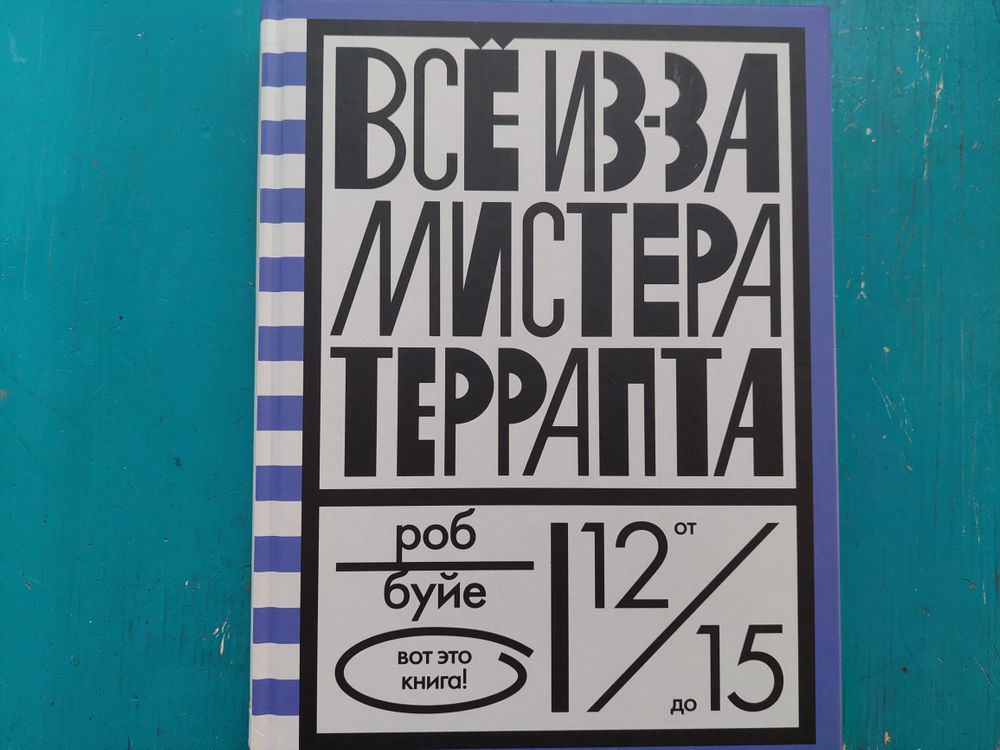 ВСЁ ИЗ-ЗА
МИСТЕРА
ТЕРРАПТА
роб
буйе
вот это
книга!
12 от
до 15